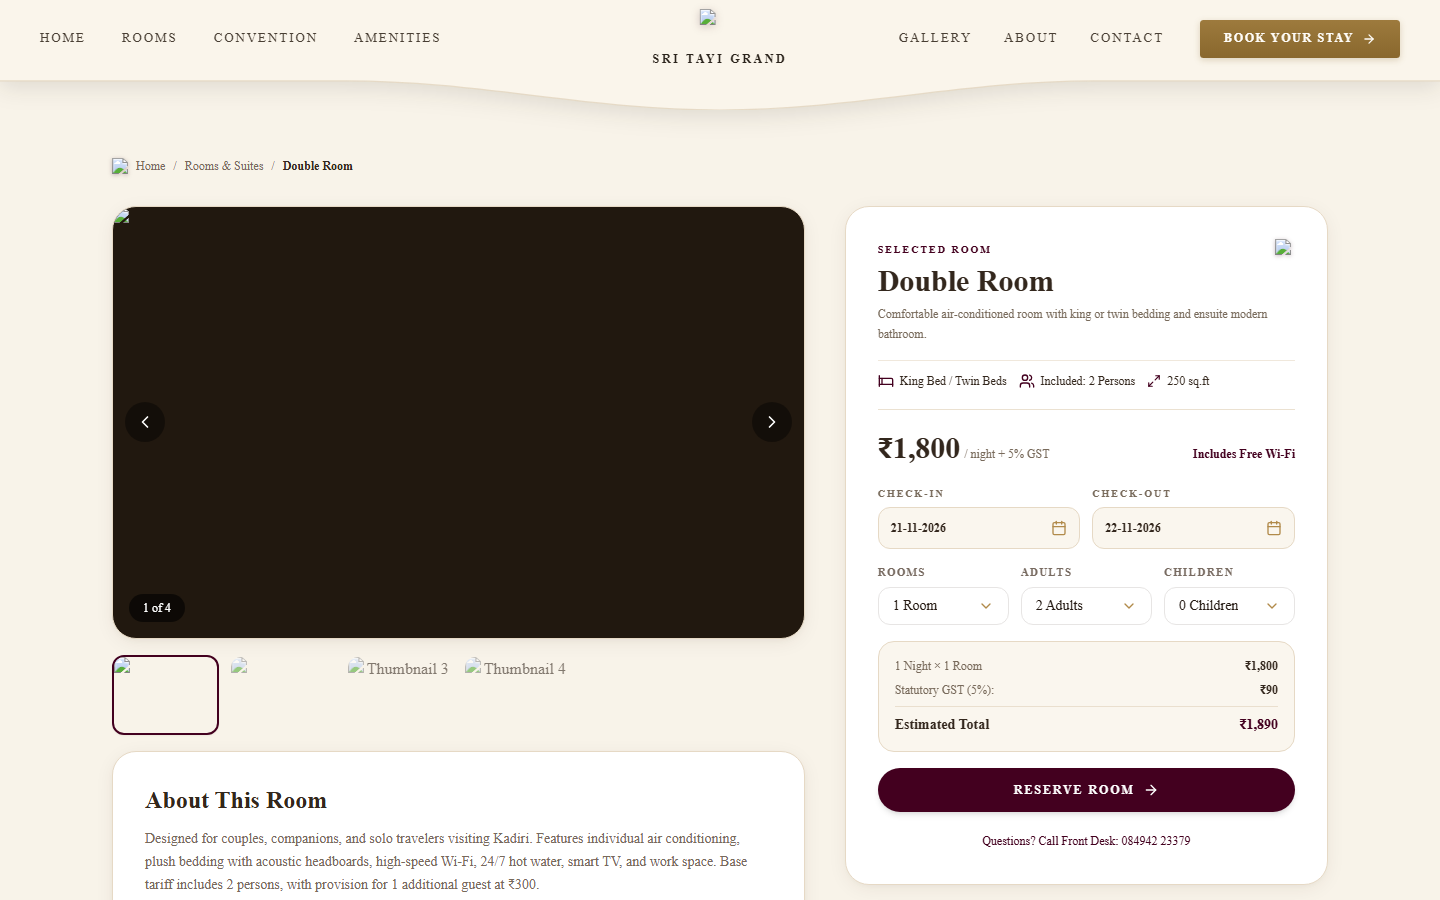 HOME ROOMS CONVENTION AMENITIES
SRI TAYI GRAND
GALLERY ABOUT CONTACT BOOK YOUR STAY
Home / Rooms & Suites / Double Room
1 of 4
Thumbnail 3 Thumbnail 4
About This Room
Designed for couples, companions, and solo travelers visiting Kadiri. Features individual air conditioning,
plush bedding with acoustic headboards, high-speed Wi-Fi, 24/7 hot water, smart TV, and work space. Base
tariff includes 2 persons, with provision for 1 additional guest at ₹300.
SELECTED ROOM
Double Room
Comfortable air-conditioned room with king or twin bedding and ensuite modern
bathroom.
King Bed / Twin Beds Included: 2 Persons 250 sq.ft
₹1,800 / night + 5% GST Includes Free Wi-Fi
CHECK-IN CHECK-OUT
21-11-2026 22-11-2026
ROOMS ADULTS CHILDREN
1 Room 2 Adults 0 Children
1 Night × 1 Room ₹1,800
Statutory GST (5%): ₹90
Estimated Total ₹1,890
RESERVE ROOM
Questions? Call Front Desk: 084942 23379